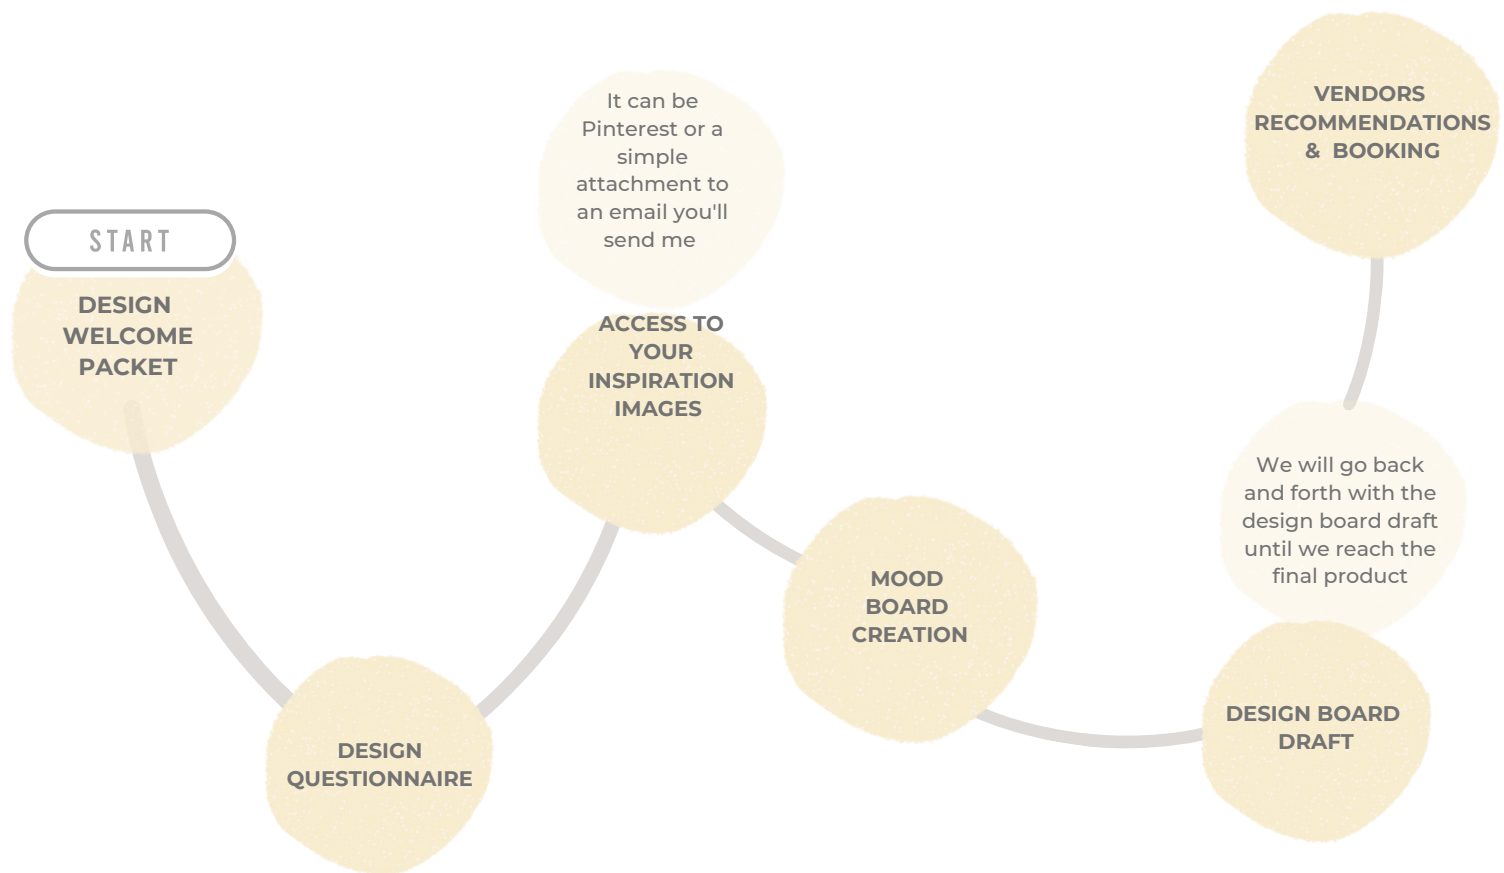 START
DESIGN
WELCOME
PACKET
DESIGN
QUESTIONNAIRE
It can be
Pinterest or a
simple
attachment to
an email you'll
send me
ACCESS TO
YOUR
INSPIRATION
IMAGES
MOOD
BOARD
CREATION
DESIGN BOARD
DRAFT
We will go back
and forth with the
design board draft
until we reach the
final product
VENDORS
RECOMMENDATIONS
& BOOKING